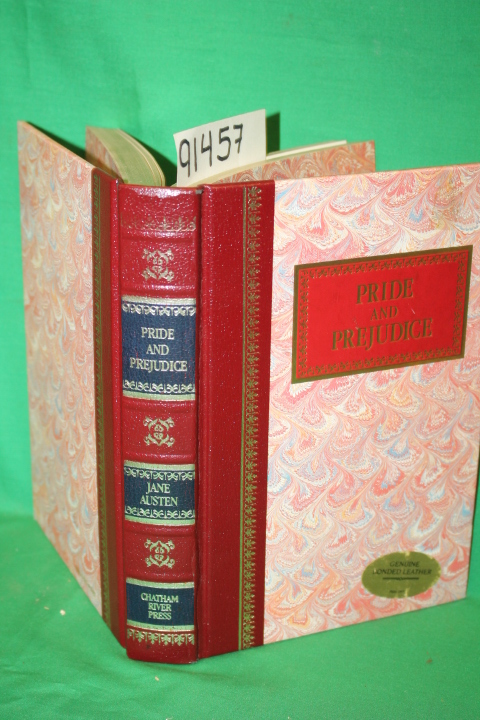 91457
PRIDE
AND
PREJUDICE
JANE
AUSTEN
CHATHAM
RIVER
PRESS
PRIDE
AND
PREJUDICE
GENUINE
BONDED LEATHER